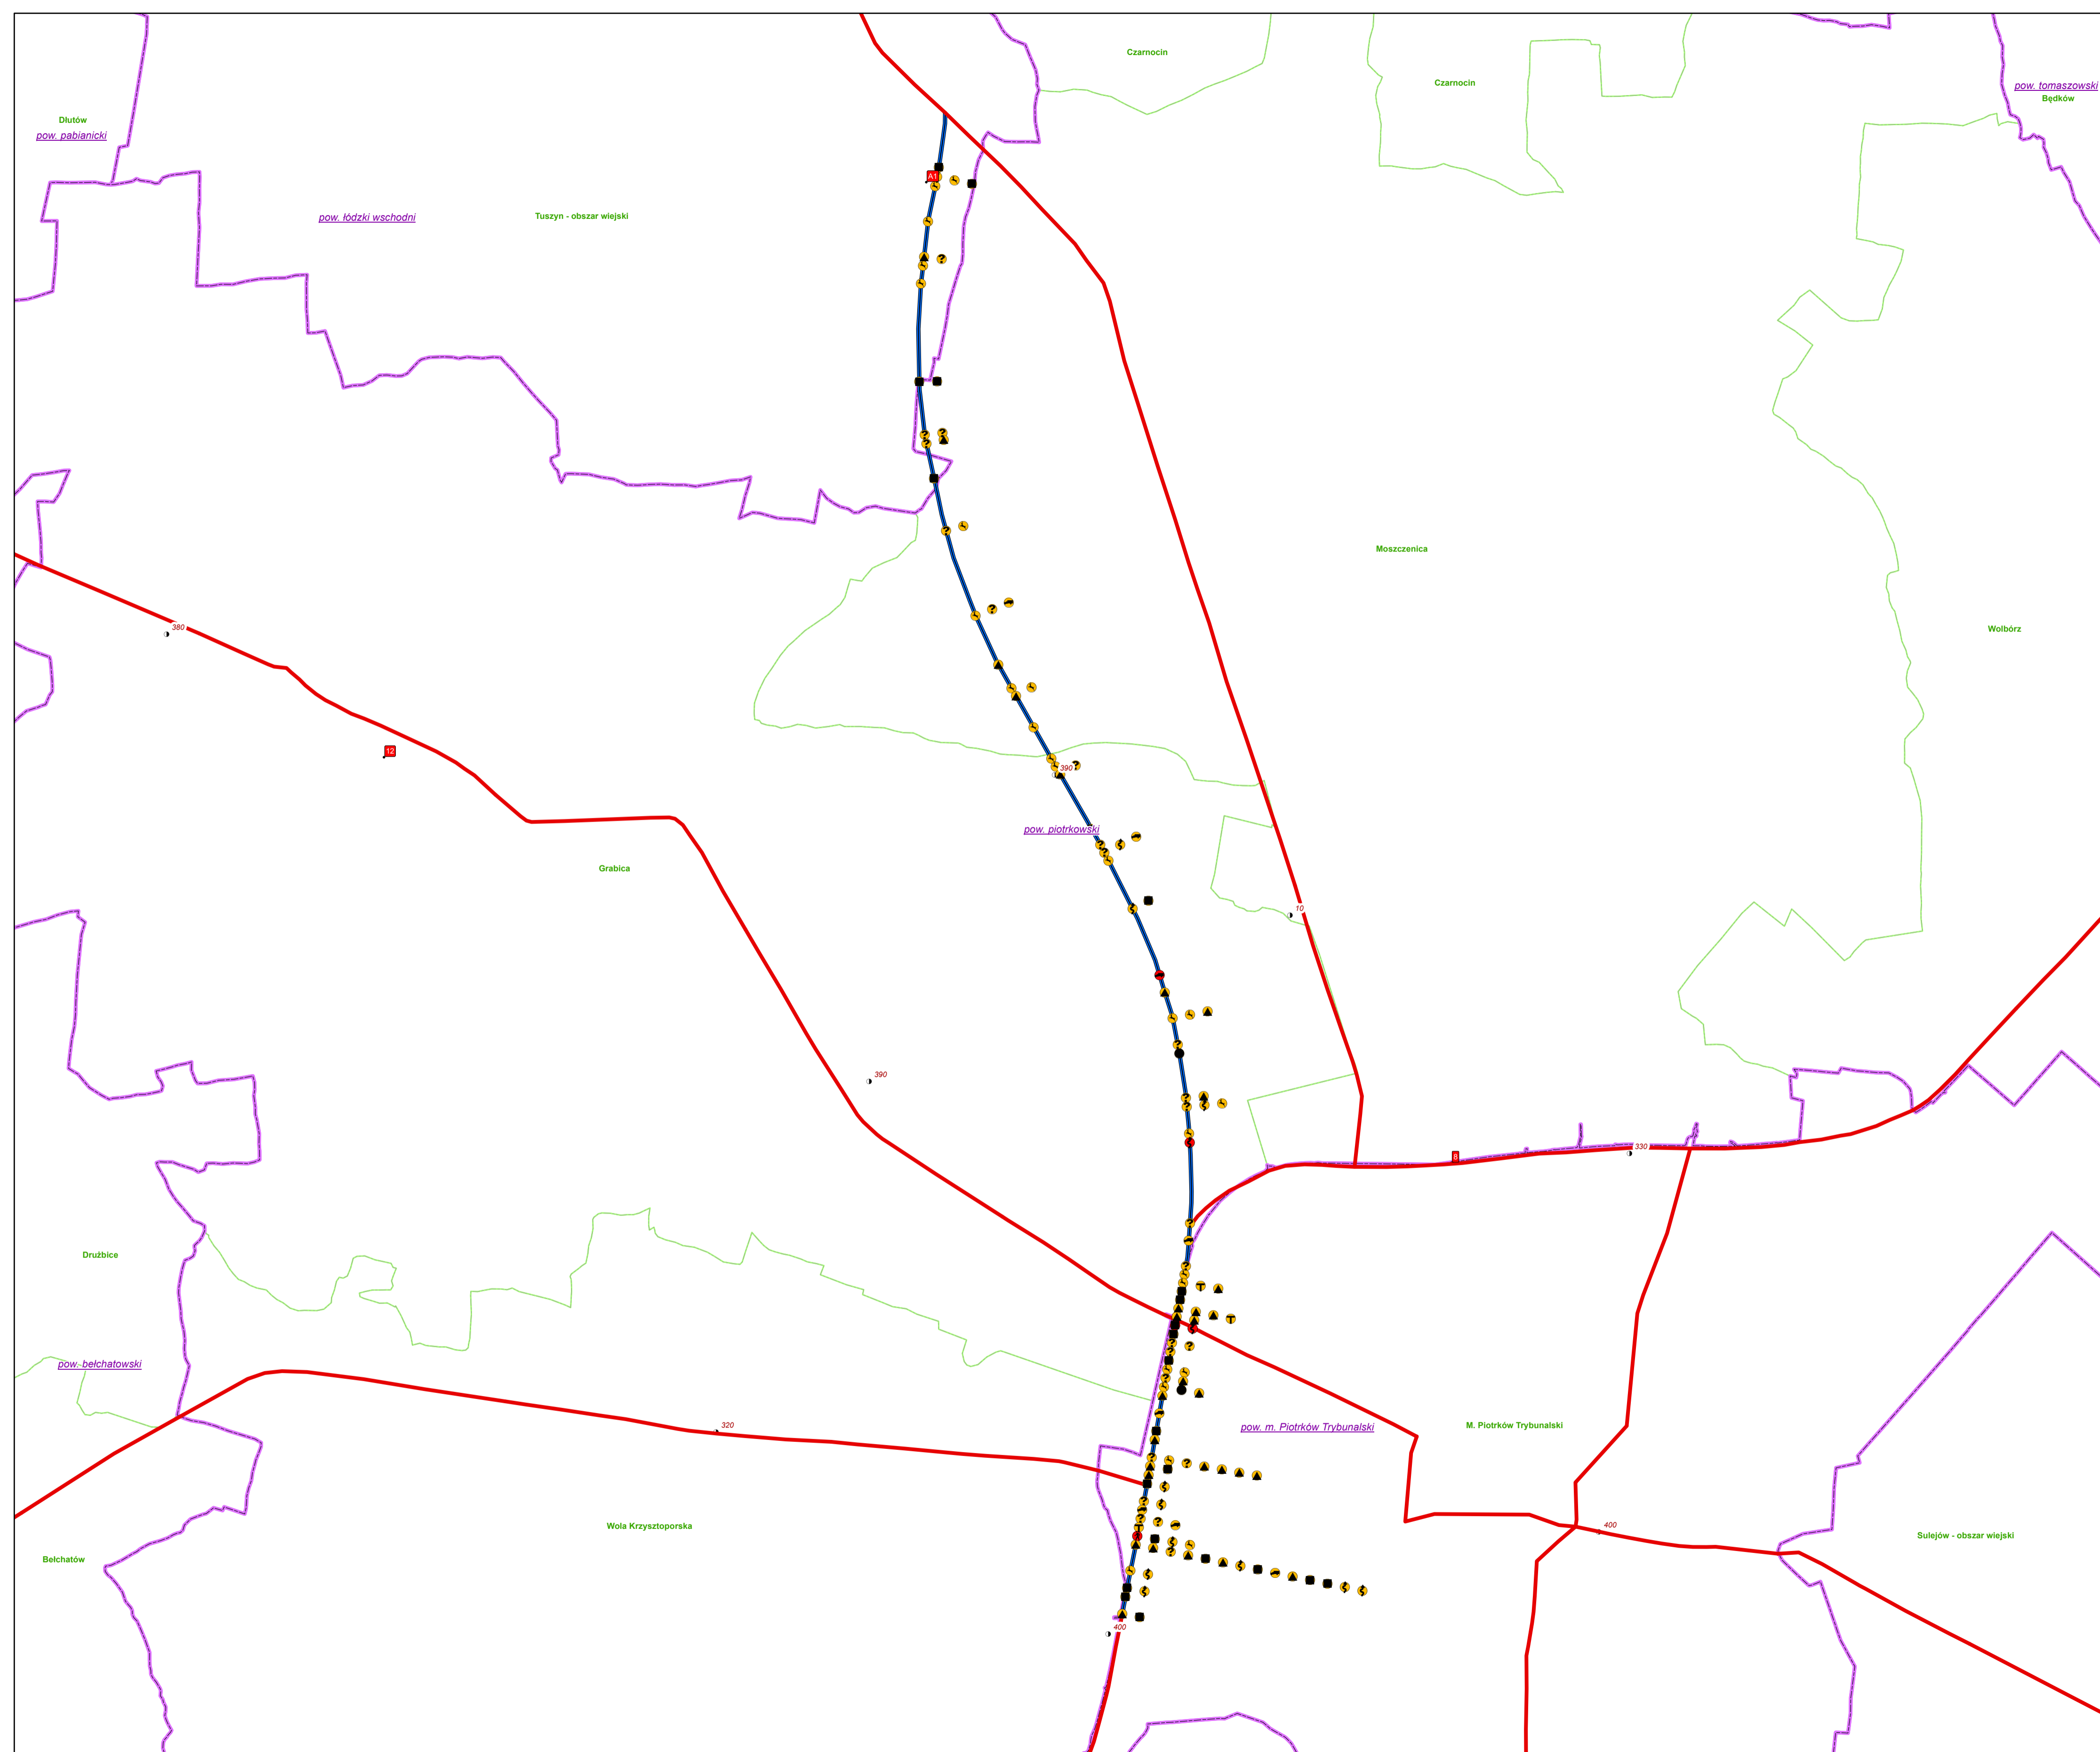 Czarnocin
Czarnocin
pow. tomaszowski
Będków
Dłutów
pow. pabianicki
A1
pow. łódzki wschodni
Tuszyn - obszar wiejski
Moszczenica
380
Wolbórz
12
390
pow. piotrkowski
Grabica
10
390
330
8
Drużbice
pow. bełchatowski
320
pow. m. Piotrków Trybunalski
M. Piotrków Trybunalski
Wola Krzysztoporska
400
Sulejów - obszar wiejski
Bełchatów
400